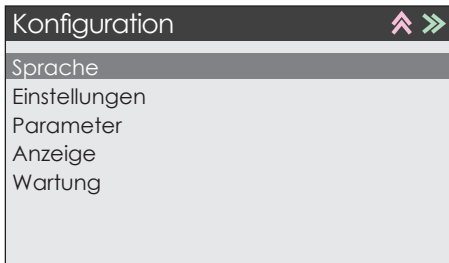 Konfiguration
Sprache
Einstellungen
Parameter
Anzeige
Wartung